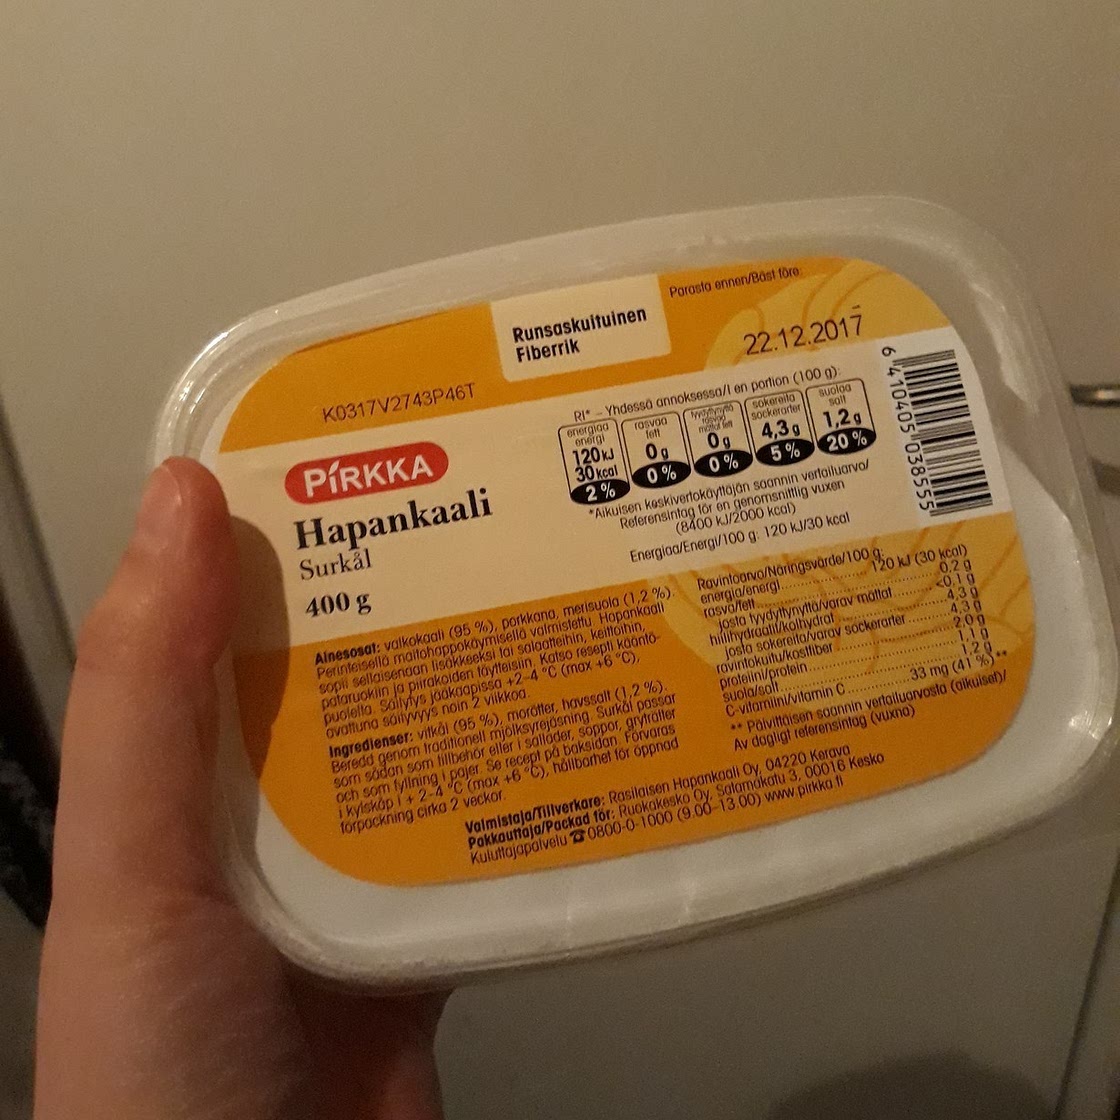 Runsaskuituinen
Fiberrik
Parasta ennen/Bäst före:
22.12.2017
K0317V2743P46T
PIRKKA
Hapankaali
Surkål
400 g
RI* – Yhdessä annoksessa/I en portion (100 g):
energiaa
energi
120 kJ
30 kcal
2 %
rasvaa
fett
0 g
0 %
tyydyttynyttä
rasvaa
mättat fett
0 g
0 %
sokereita
sockerarter
4,3 g
5 %
suolaa
salt
1,2 g
20 %
*Aikuisen keskivertokäyttäjän saannin vertailuarvo/
Referensintag för en genomsnittlig vuxen
(8400 kJ/2000 kcal)
Energiaa/Energi/100 g: 120 kJ/30 kcal
6 410405 038555
Ainesosat: valkokaali (95 %), porkkana, merisuola (1,2 %).
Perinteisellä maitohappokäymisellä valmistettu. Hapankaali
sopii sellaisenaan lisäkkeeksi tai salaatteihin, keittoihin,
pataruokiin ja piirakoiden täytteisiin. Katso resepti kääntö-
puolelta. Säilytys jääkaapissa +2–4 °C (max +6 °C),
avattuna säilyvyys noin 2 viikkoa.
Ingredienser: vitkål (95 %), morötter, havssalt (1,2 %).
Bereda genom traditionell mjölksyrejäsning. Surkål passar
som sådan som tillbehör eller i sallader, soppor, gryträtter
och som fyllning i pajer. Se recept på baksidan. Förvaras
i kylskåp i + 2–4 °C (max +6 °C), hållbarhet för öppnad
förpackning cirka 2 veckor.
Ravintoarvo/Näringsvärde/100 g:
energia/energi 120 kJ (30 kcal)
rasva/fett 0,2 g
josta tyydyttynyttä/varav mättat <0,1 g
hiilihydraatti/kolhydrat 4,3 g
josta sokereita/varav sockerarter 4,3 g
ravintokuitu/kostfiber 2,0 g
proteiini/protein 1,1 g
suola/salt 1,2 g
C-vitamiini/vitamin C 33 mg (41 %)**
** Päivittäisen saannin vertailuarvosta (aikuiset)/
Av dagligt referensintag (vuxna)
Valmistaja/Tillverkare: Rasilaisen Hapankaali Oy, 04220 Kerava
Pakkauttaja/Packad för: Ruokakesko Oy, Satamakatu 3, 00016 Kesko
Kuluttajapalvelu ☎0800-0-1000 (9.00–13.00) www.pirkka.fi